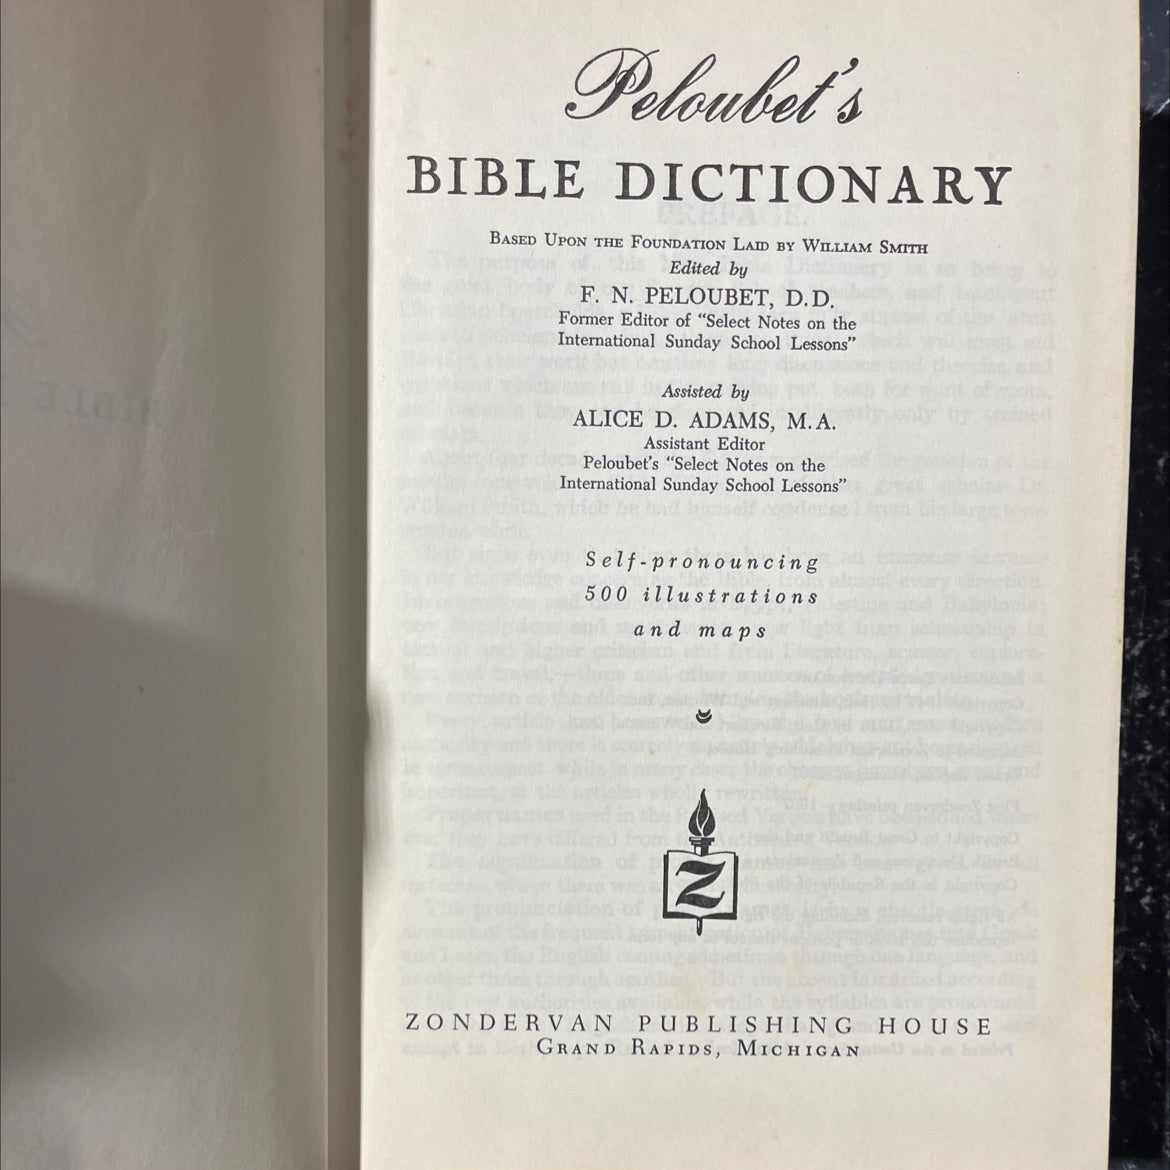 Peloubet's
BIBLE DICTIONARY
BASED UPON THE FOUNDATION LAID BY WILLIAM SMITH
Edited by
F. N. PELOUBET, D.D.
Former Editor of “Select Notes on the
International Sunday School Lessons”
Assisted by
ALICE D. ADAMS, M.A.
Assistant Editor
Peloubet's “Select Notes on the
International Sunday School Lessons”
Self-pronouncing
500 illustrations
and maps
Z
ZONDERVAN PUBLISHING HOUSE
GRAND RAPIDS, MICHIGAN